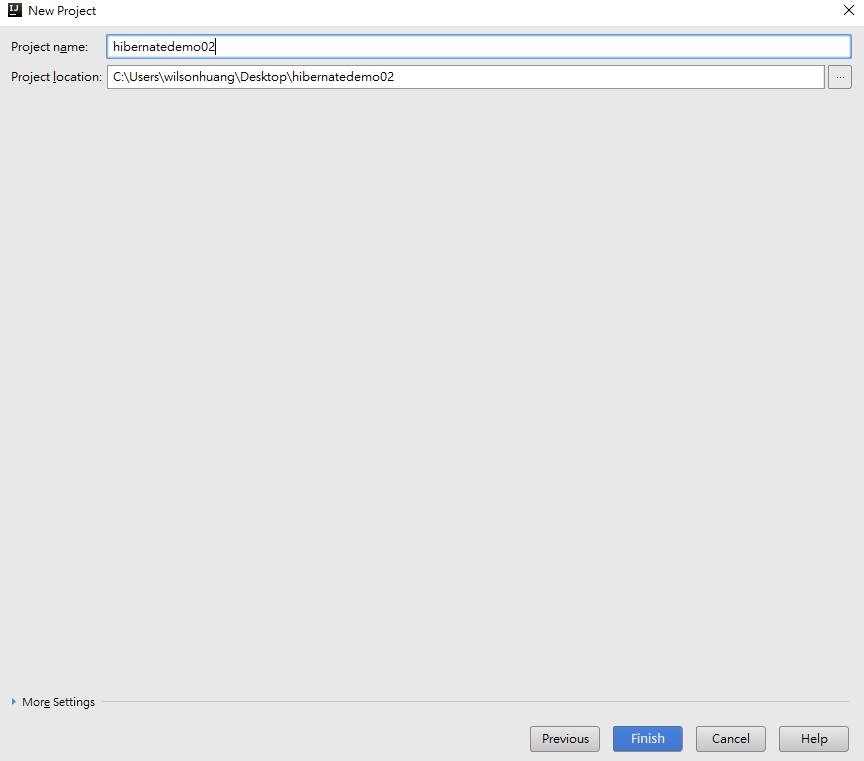 New Project
Project name: hibernatedemo02
Project location: C:\Users\wilsonhuang\Desktop\hibernatedemo02 ...
More Settings
Previous Finish Cancel Help